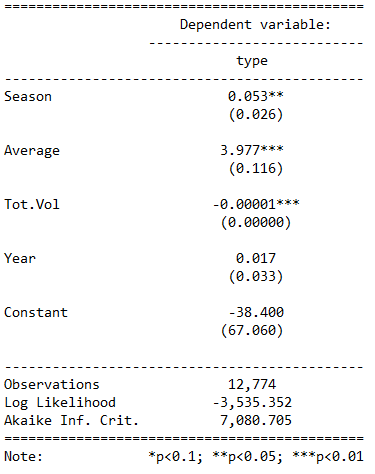 ===============================================
Dependent variable:
---------------------------
type
-----------------------------------------------
Season 0.053**
(0.026)
Average 3.977***
(0.116)
Tot.Vol -0.00001***
(0.00000)
Year 0.017
(0.033)
Constant -38.400
(67.060)
-----------------------------------------------
Observations 12,774
Log Likelihood -3,535.352
Akaike Inf. Crit. 7,080.705
===============================================
Note: *p<0.1; **p<0.05; ***p<0.01